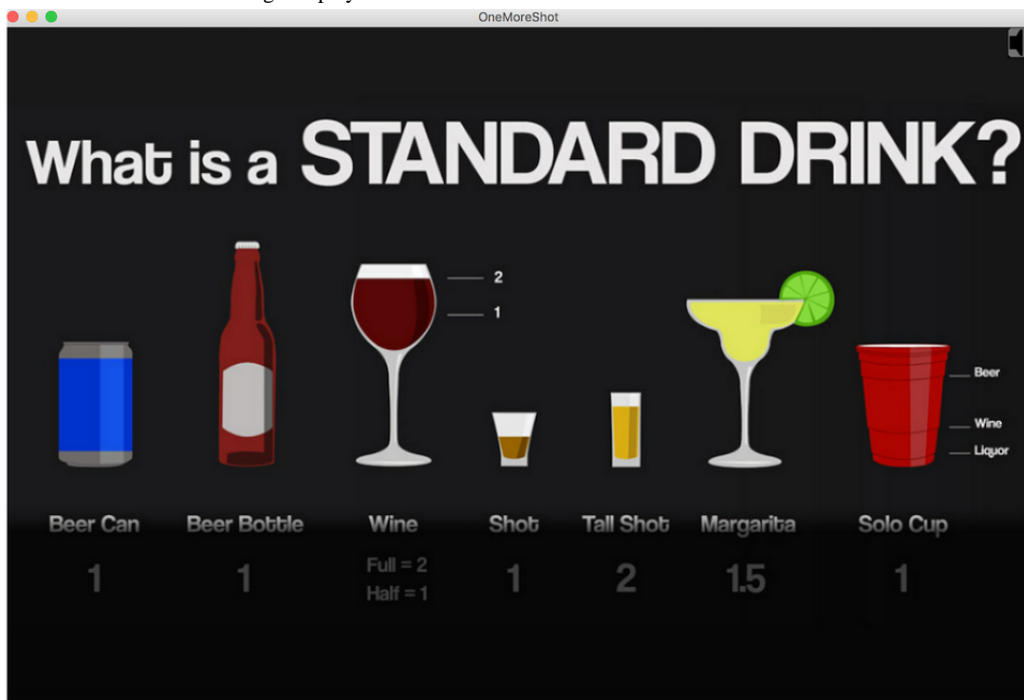 OneMoreShot
What is a STANDARD DRINK?
2
1
Beer
Wine
Liquor
Beer Can
Beer Bottle
Wine
Shot
Tall Shot
Margarita
Solo Cup
1
1
Full = 2
Half = 1
1
2
1.5
1